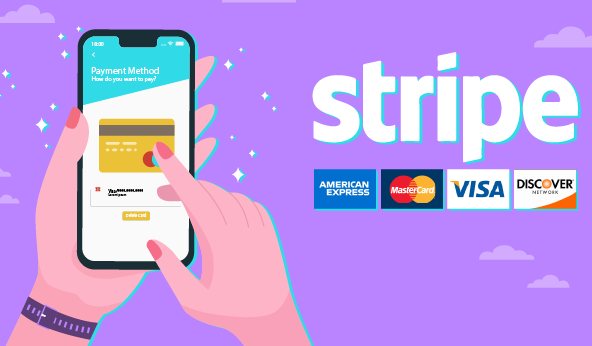 18:00
Payment Method
How do you want to pay?
stripe
AMERICAN
EXPRESS
MasterCard
VISA
DISCOVER
NETWORK